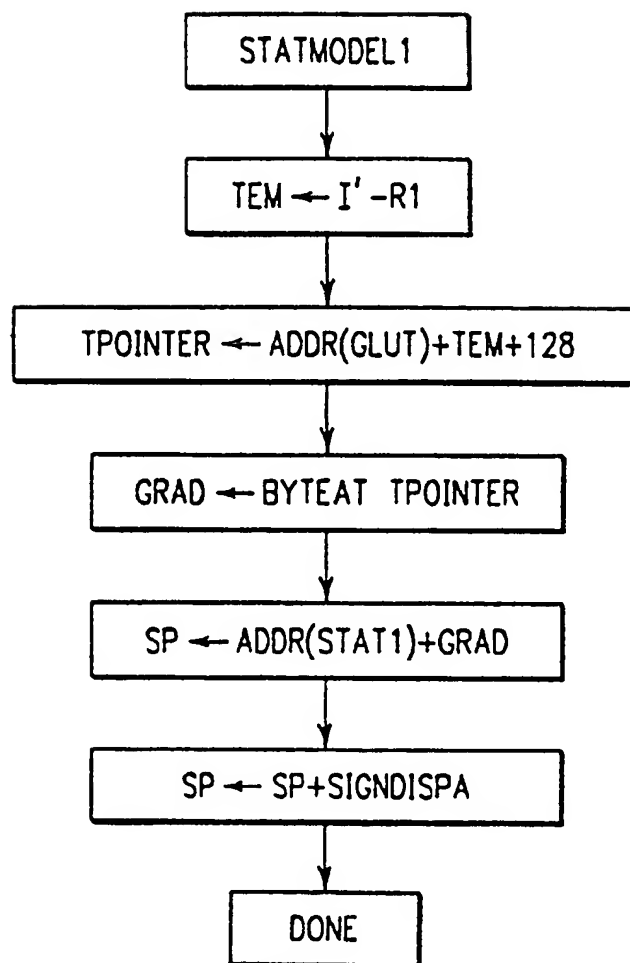 STATMODEL1
TEM ← I' -R1
TPOINTER ← ADDR(GLUT)+TEM+128
GRAD ← BYTEAT TPOINTER
SP ← ADDR(STAT1)+GRAD
SP ← SP+SIGNDISPA
DONE